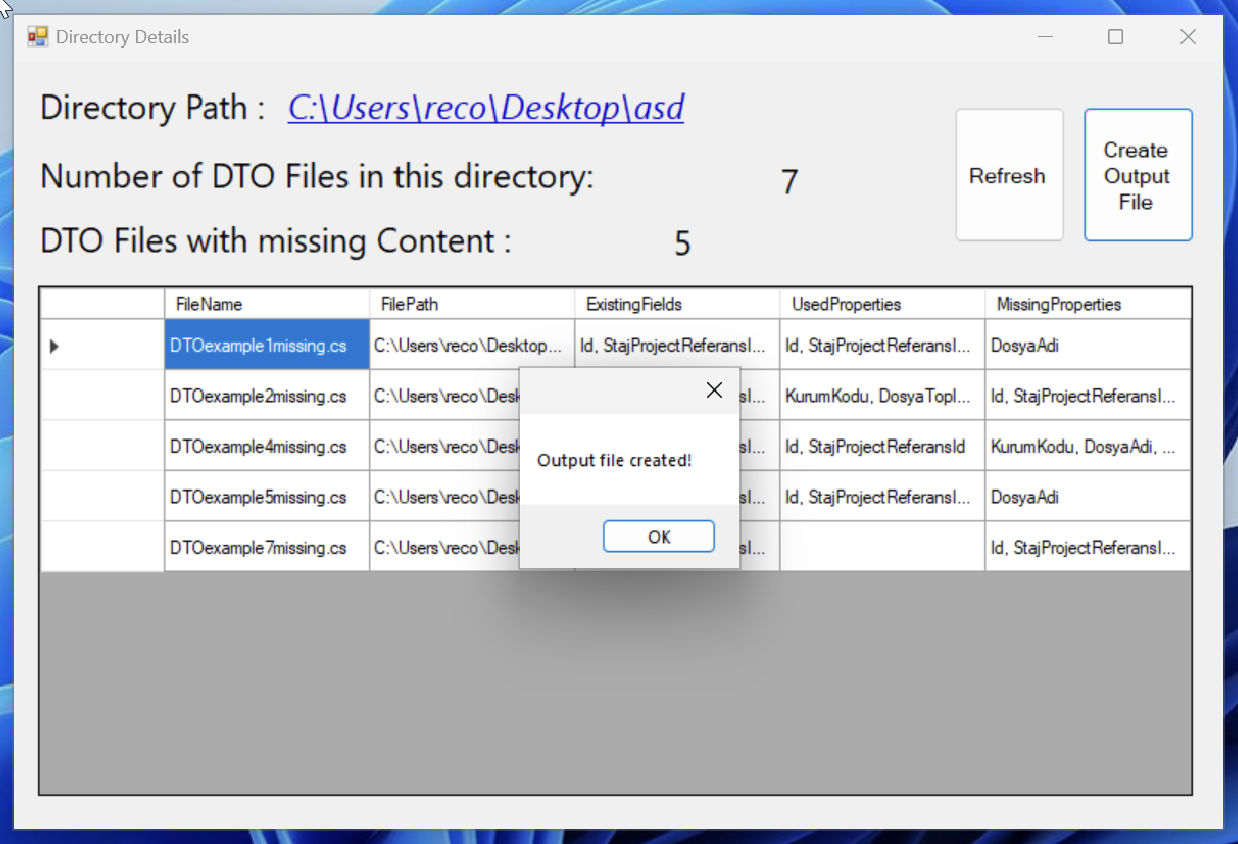 Directory Details
Directory Path : C:\Users\reco\Desktop\asd
Number of DTO Files in this directory: 7
DTO Files with missing Content : 5
Refresh
Create
Output
File
FileName FilePath ExistingFields UsedProperties MissingProperties
DTOexample1missing.cs C:\Users\reco\Desktop... Id, StajProjectReferansI... Id, StajProjectReferansI... DosyaAdi
DTOexample2missing.cs C:\Users\reco\Desk sI... KurumKodu, DosyaTopl... Id, StajProjectReferansI...
DTOexample4missing.cs C:\Users\reco\Desk sI... Id, StajProjectReferansId KurumKodu, DosyaAdi, ...
DTOexample5missing.cs C:\Users\reco\Desk sI... Id, StajProjectReferansI... DosyaAdi
DTOexample7missing.cs C:\Users\reco\Desk sI... Id, StajProjectReferansI...
Output file created!
OK